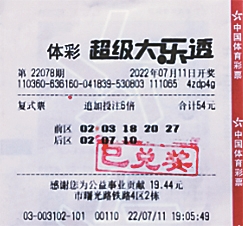 体彩 超级大乐透
第 22078期 2022年07月11日开奖
110360-636160-041839-530803 111065 4zdp4g
复式票 追加投注6倍 合计54元
前区 02 03 18 20 27
后区 02 07 10
已兑奖
感谢您为公益事业贡献 19.44元
市曙光路铁路4区2栋
03-003102-101 00110 22/07/11 19:05:49
中国体育彩票
中国体育彩票